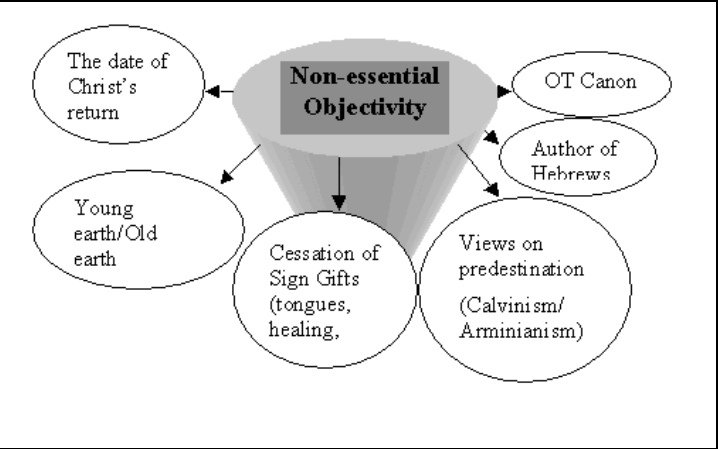 Non-essential
Objectivity
The date of
Christ's
return
OT Canon
Author of
Hebrews
Young
earth/Old
earth
Cessation of
Sign Gifts
(tongues,
healing,
Views on
predestination
(Calvinism/
Arminianism)